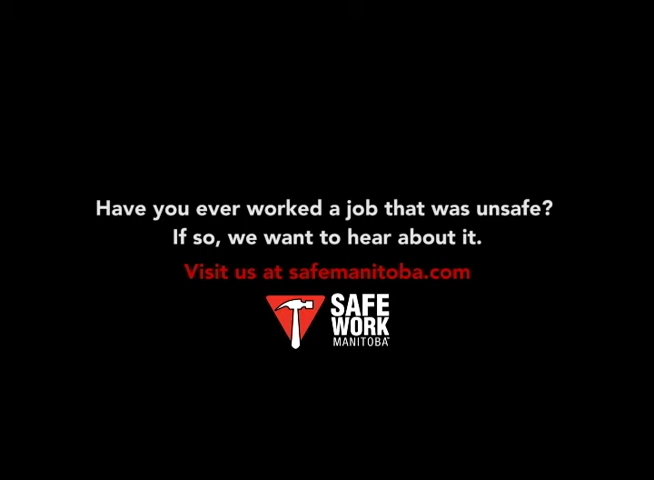 Have you ever worked a job that was unsafe?
If so, we want to hear about it.
Visit us at safemanitoba.com
SAFE
WORK
MANITOBA